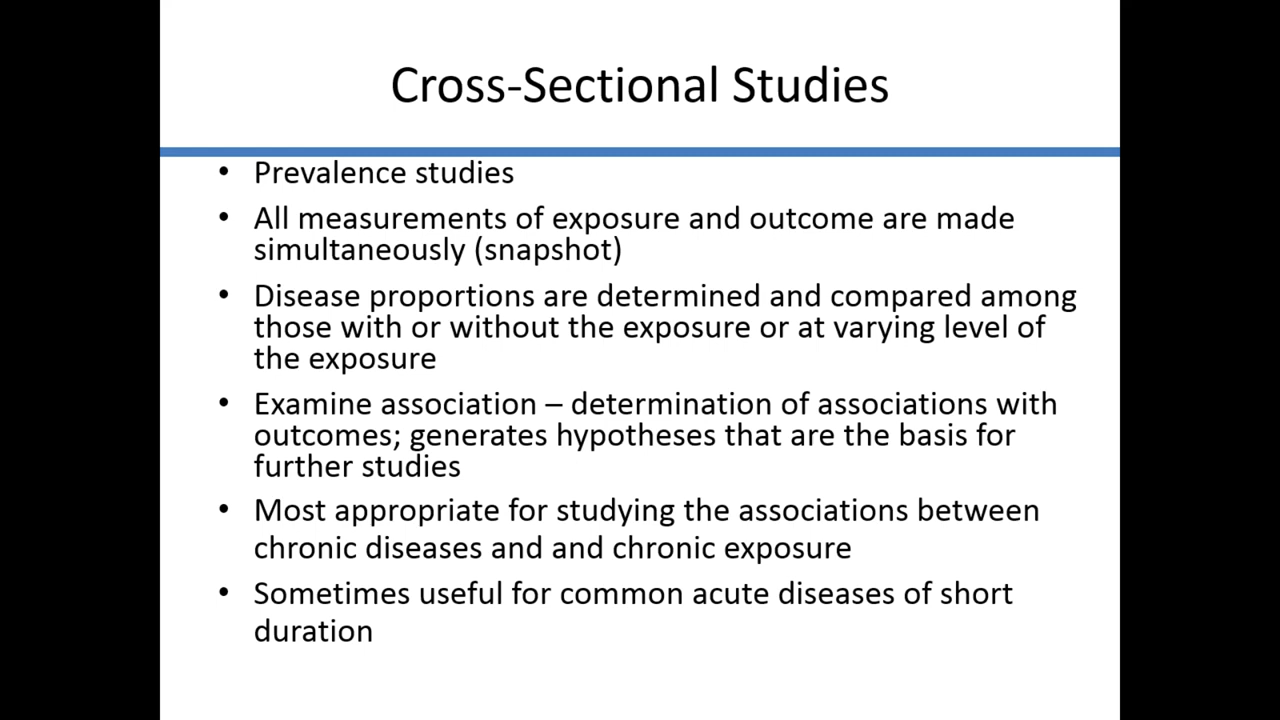 Cross-Sectional Studies
• Prevalence studies
• All measurements of exposure and outcome are made
simultaneously (snapshot)
• Disease proportions are determined and compared among
those with or without the exposure or at varying level of
the exposure
• Examine association – determination of associations with
outcomes; generates hypotheses that are the basis for
further studies
• Most appropriate for studying the associations between
chronic diseases and and chronic exposure
• Sometimes useful for common acute diseases of short
duration